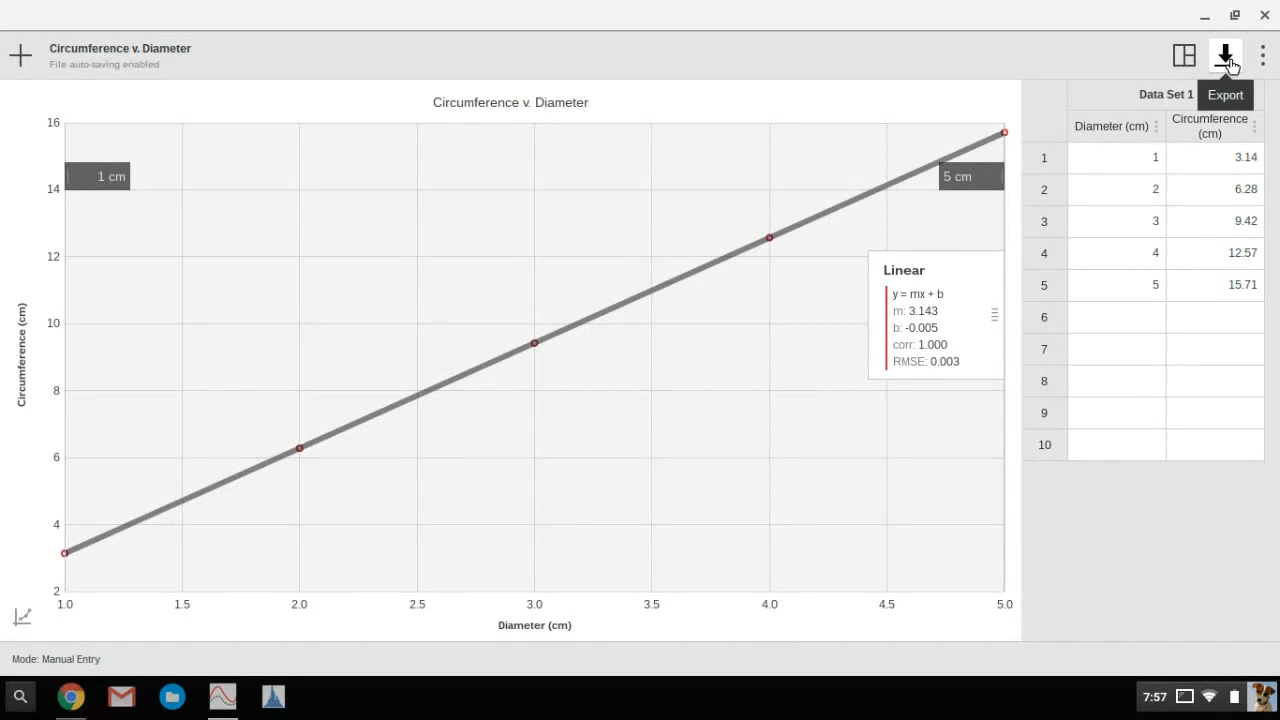 Circumference v. Diameter
File auto-saving enabled
Export
Circumference v. Diameter
16
14
12
10
8
6
4
2
1.0 1.5 2.0 2.5 3.0 3.5 4.0 4.5 5.0
Circumference (cm)
Diameter (cm)
1 cm
5 cm
Linear
y = mx + b
m: 3.143
b: -0.005
corr: 1.000
RMSE: 0.003
Data Set 1
Diameter (cm) Circumference (cm)
1 1 3.14
2 2 6.28
3 3 9.42
4 4 12.57
5 5 15.71
6
7
8
9
10
Mode: Manual Entry
7:57